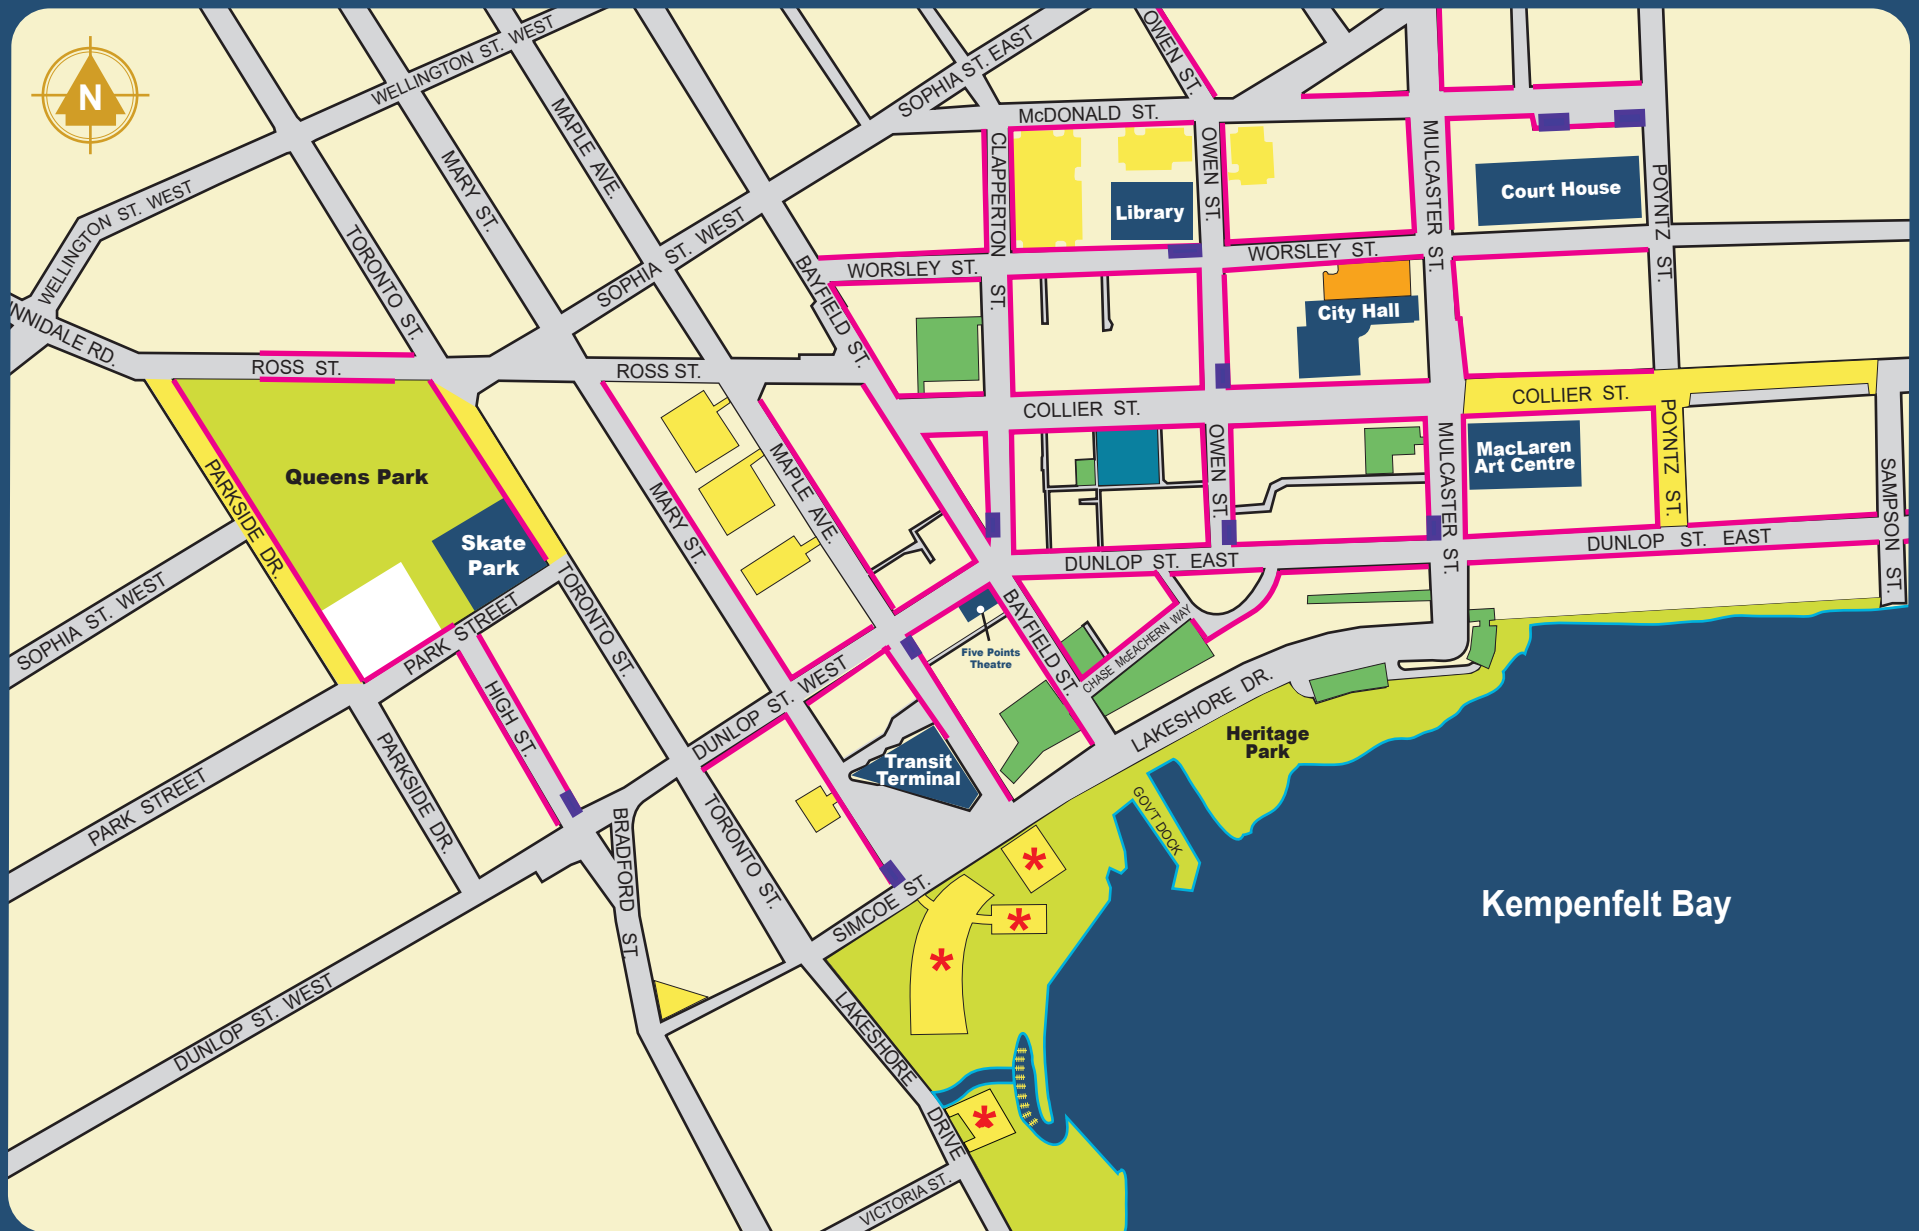 N
WELLINGTON ST. WEST
WELLINGTON ST. WEST
WELLINGTON ST. WEST
NNIDALE RD.
MAPLE AVE.
MARY ST.
TORONTO ST.
SOPHIA ST. EAST
SOPHIA ST. WEST
OWEN ST.
McDONALD ST.
CLAPPERTON ST.
OWEN ST.
MULCASTER ST.
POYNTZ ST.
Library
Court House
WORSLEY ST.
WORSLEY ST.
City Hall
BAYFIELD ST.
ROSS ST.
ROSS ST.
COLLIER ST.
COLLIER ST.
Queens Park
Skate
Park
PARKSIDE DR.
SOPHIA ST. WEST
PARK STREET
TORONTO ST.
MARY ST.
MAPLE AVE.
OWEN ST.
MULCASTER ST.
MacLaren
Art Centre
POYNTZ ST.
SAMPSON ST.
DUNLOP ST. EAST
DUNLOP ST. EAST
BAYFIELD ST.
CHASE McEACHERN WAY
Five Points
Theatre
HIGH ST.
DUNLOP ST. WEST
LAKESHORE DR.
Heritage
Park
Transit
Terminal
GOV'T DOCK
PARK STREET
PARKSIDE DR.
BRADFORD ST.
TORONTO ST.
SIMCOE ST.
*
*
*
Kempenfelt Bay
DUNLOP ST. WEST
LAKESHORE DRIVE
*
VICTORIA ST.